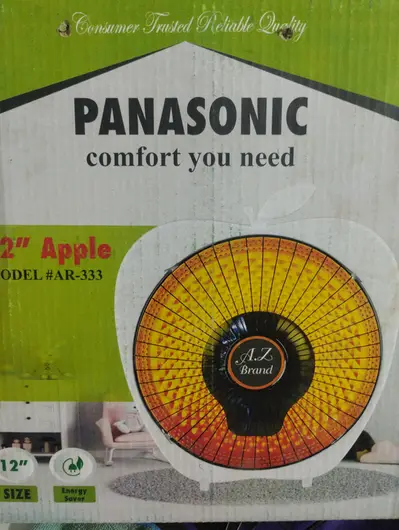 Consumer Trusted Reliable Quality
PANASONIC
comfort you need
2" Apple
ODEL #AR-333
A.Z
Brand
12"
SIZE
Energy
Saver